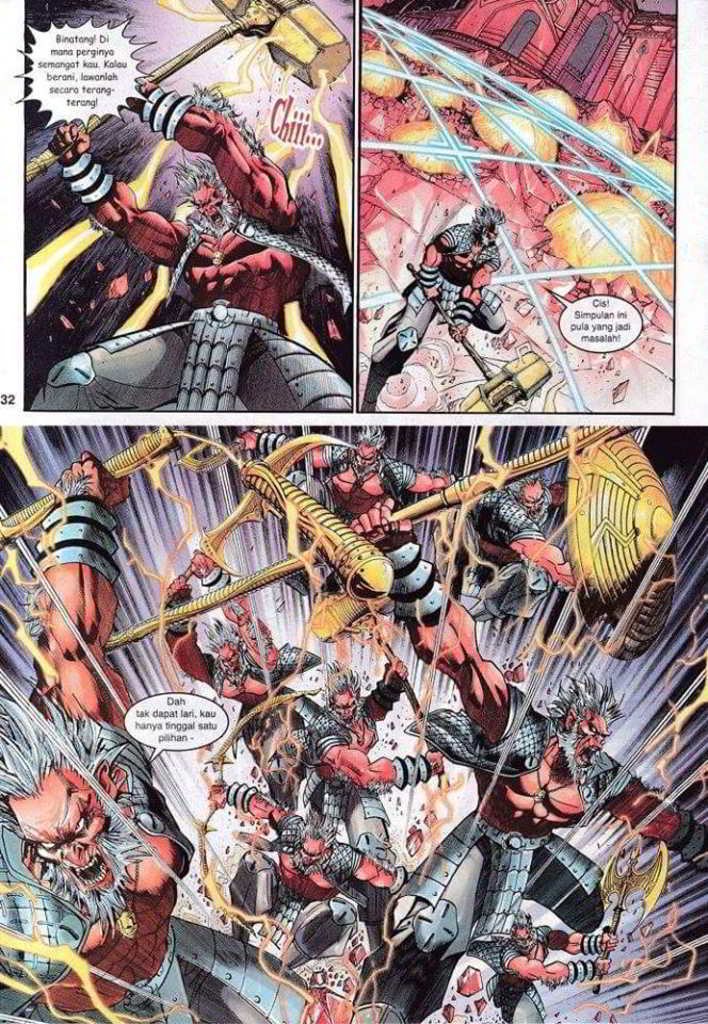 Binatang! Di
mana perginya
semangat kau. Kalau
berani, lawanlah
secara terang-
terang!
Chiii...
Cis!
Simpulan ini
pula yang jadi
masalah!
32
Dah
tak dapat lari, kau
hanya tinggal satu
pilihan -